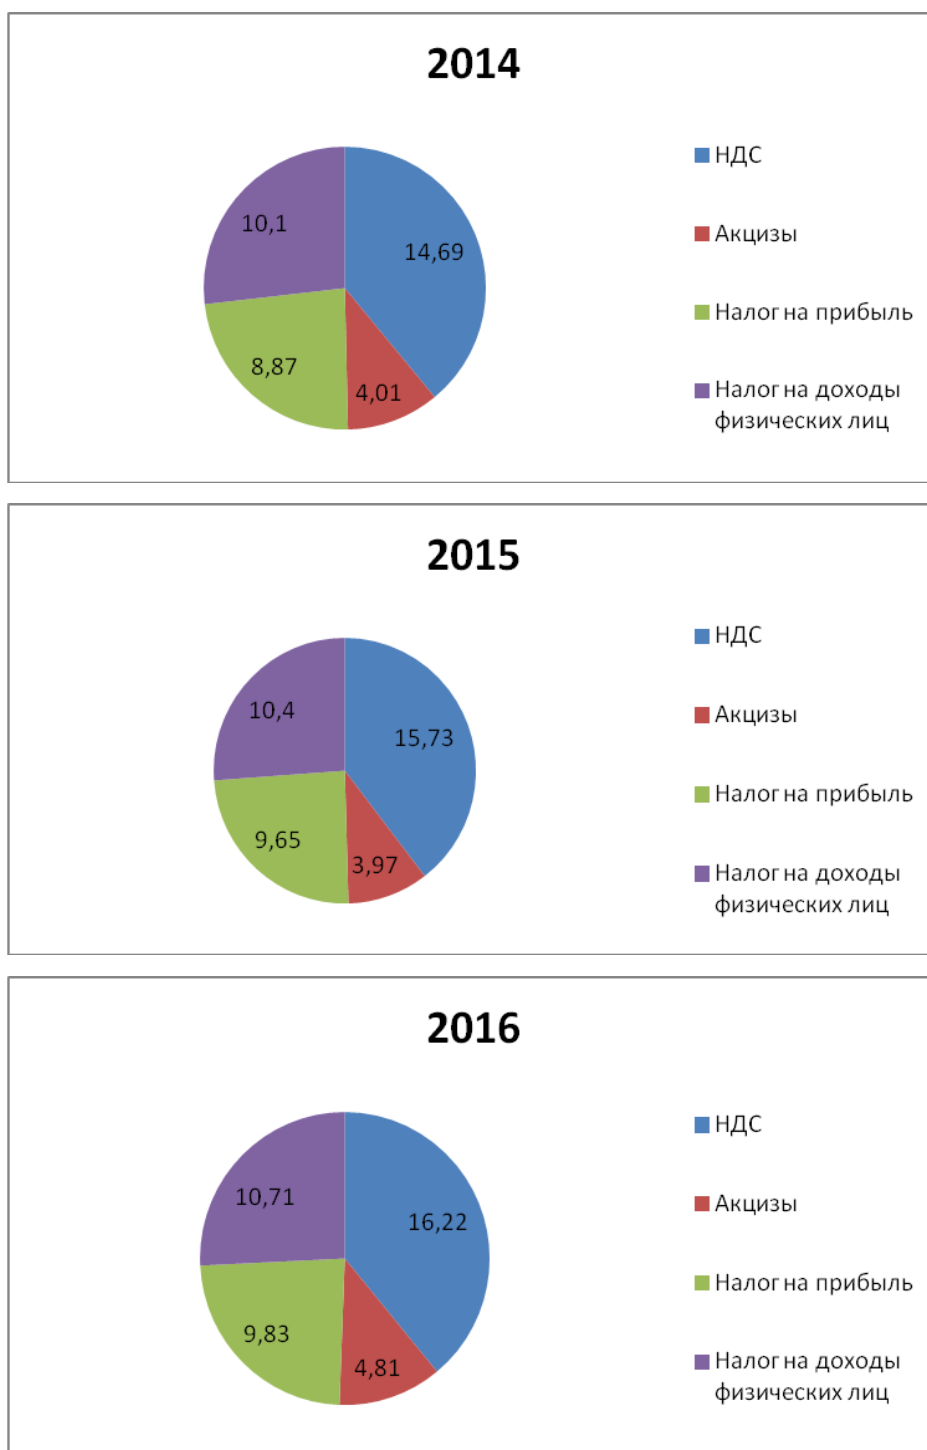 2014
НДС
10,1
14,69
Акцизы
Налог на прибыль
8,87
4,01
Налог на доходы
физических лиц
2015
НДС
10,4
15,73
Акцизы
Налог на прибыль
9,65
3,97
Налог на доходы
физических лиц
2016
НДС
10,71
16,22
Акцизы
Налог на прибыль
9,83
4,81
Налог на доходы
физических лиц